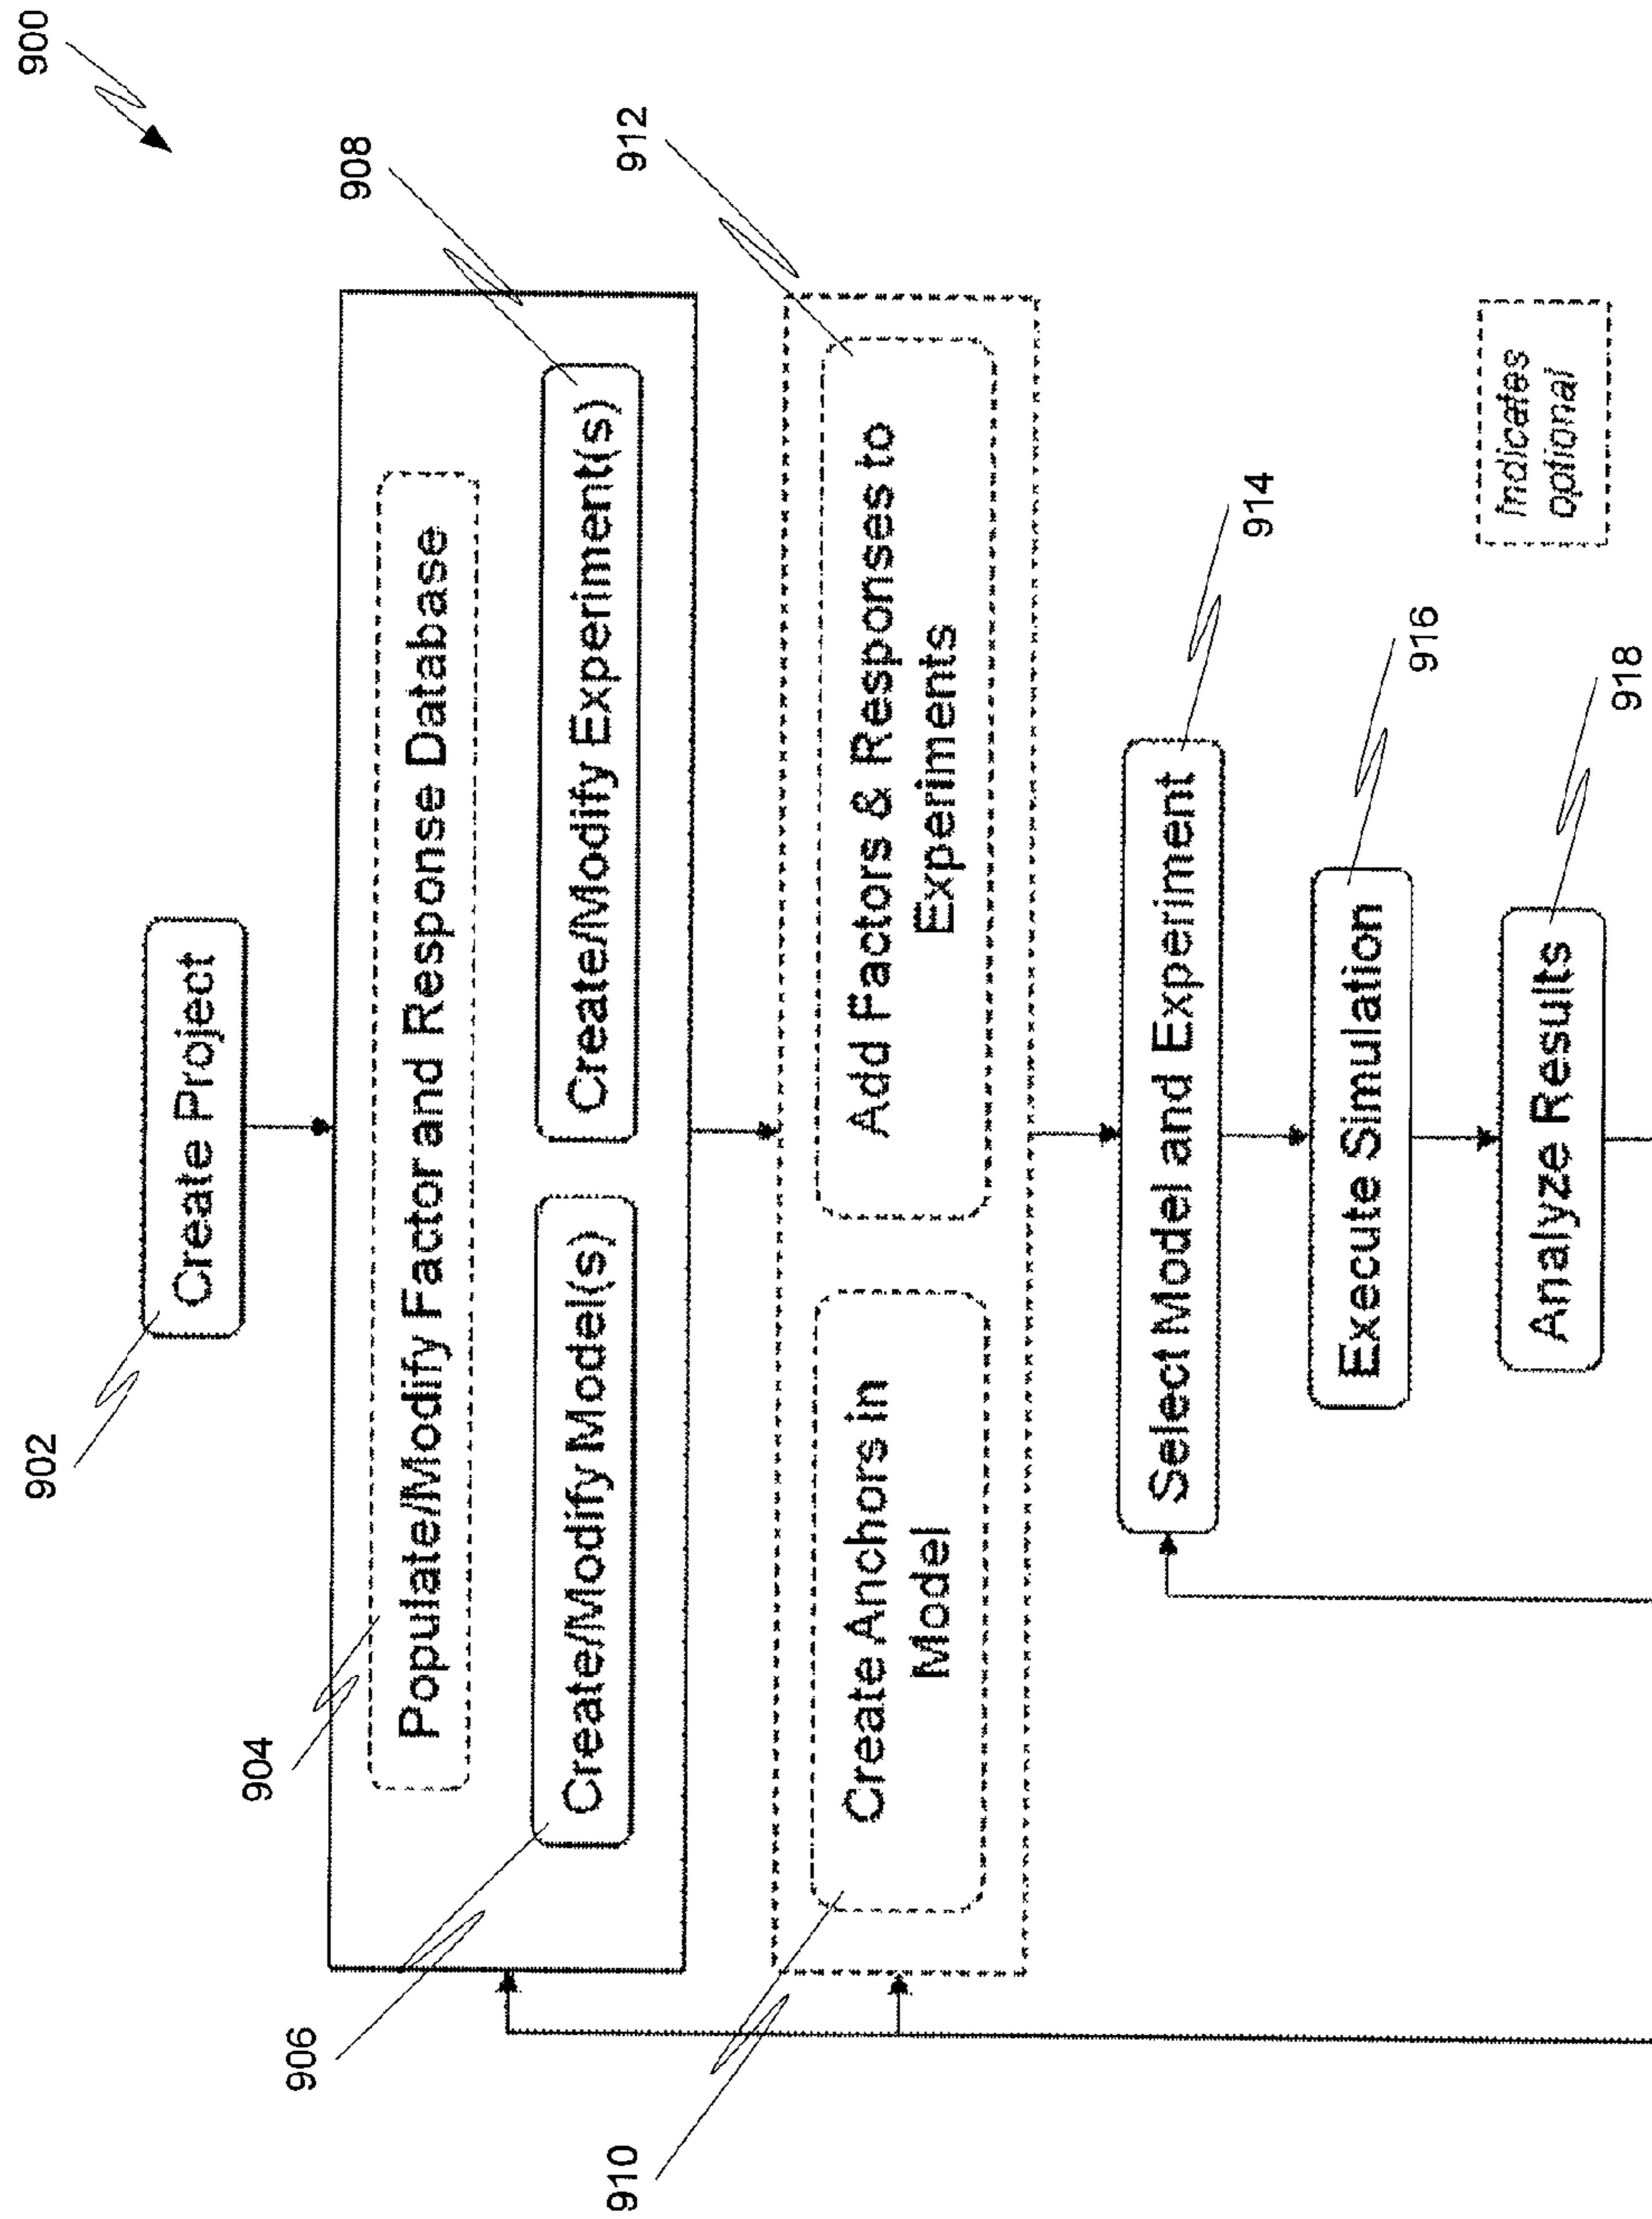 900
902
Create Project
904
Populate/Modify Factor and Response Database
906
Create/Modify Model(s)
Create/Modify Experiment(s)
908
910
Create Anchors in
Model
Add Factors & Responses to
Experiments
912
Select Model and Experiment
914
Execute Simulation
916
Analyze Results
918
Indicates
optional